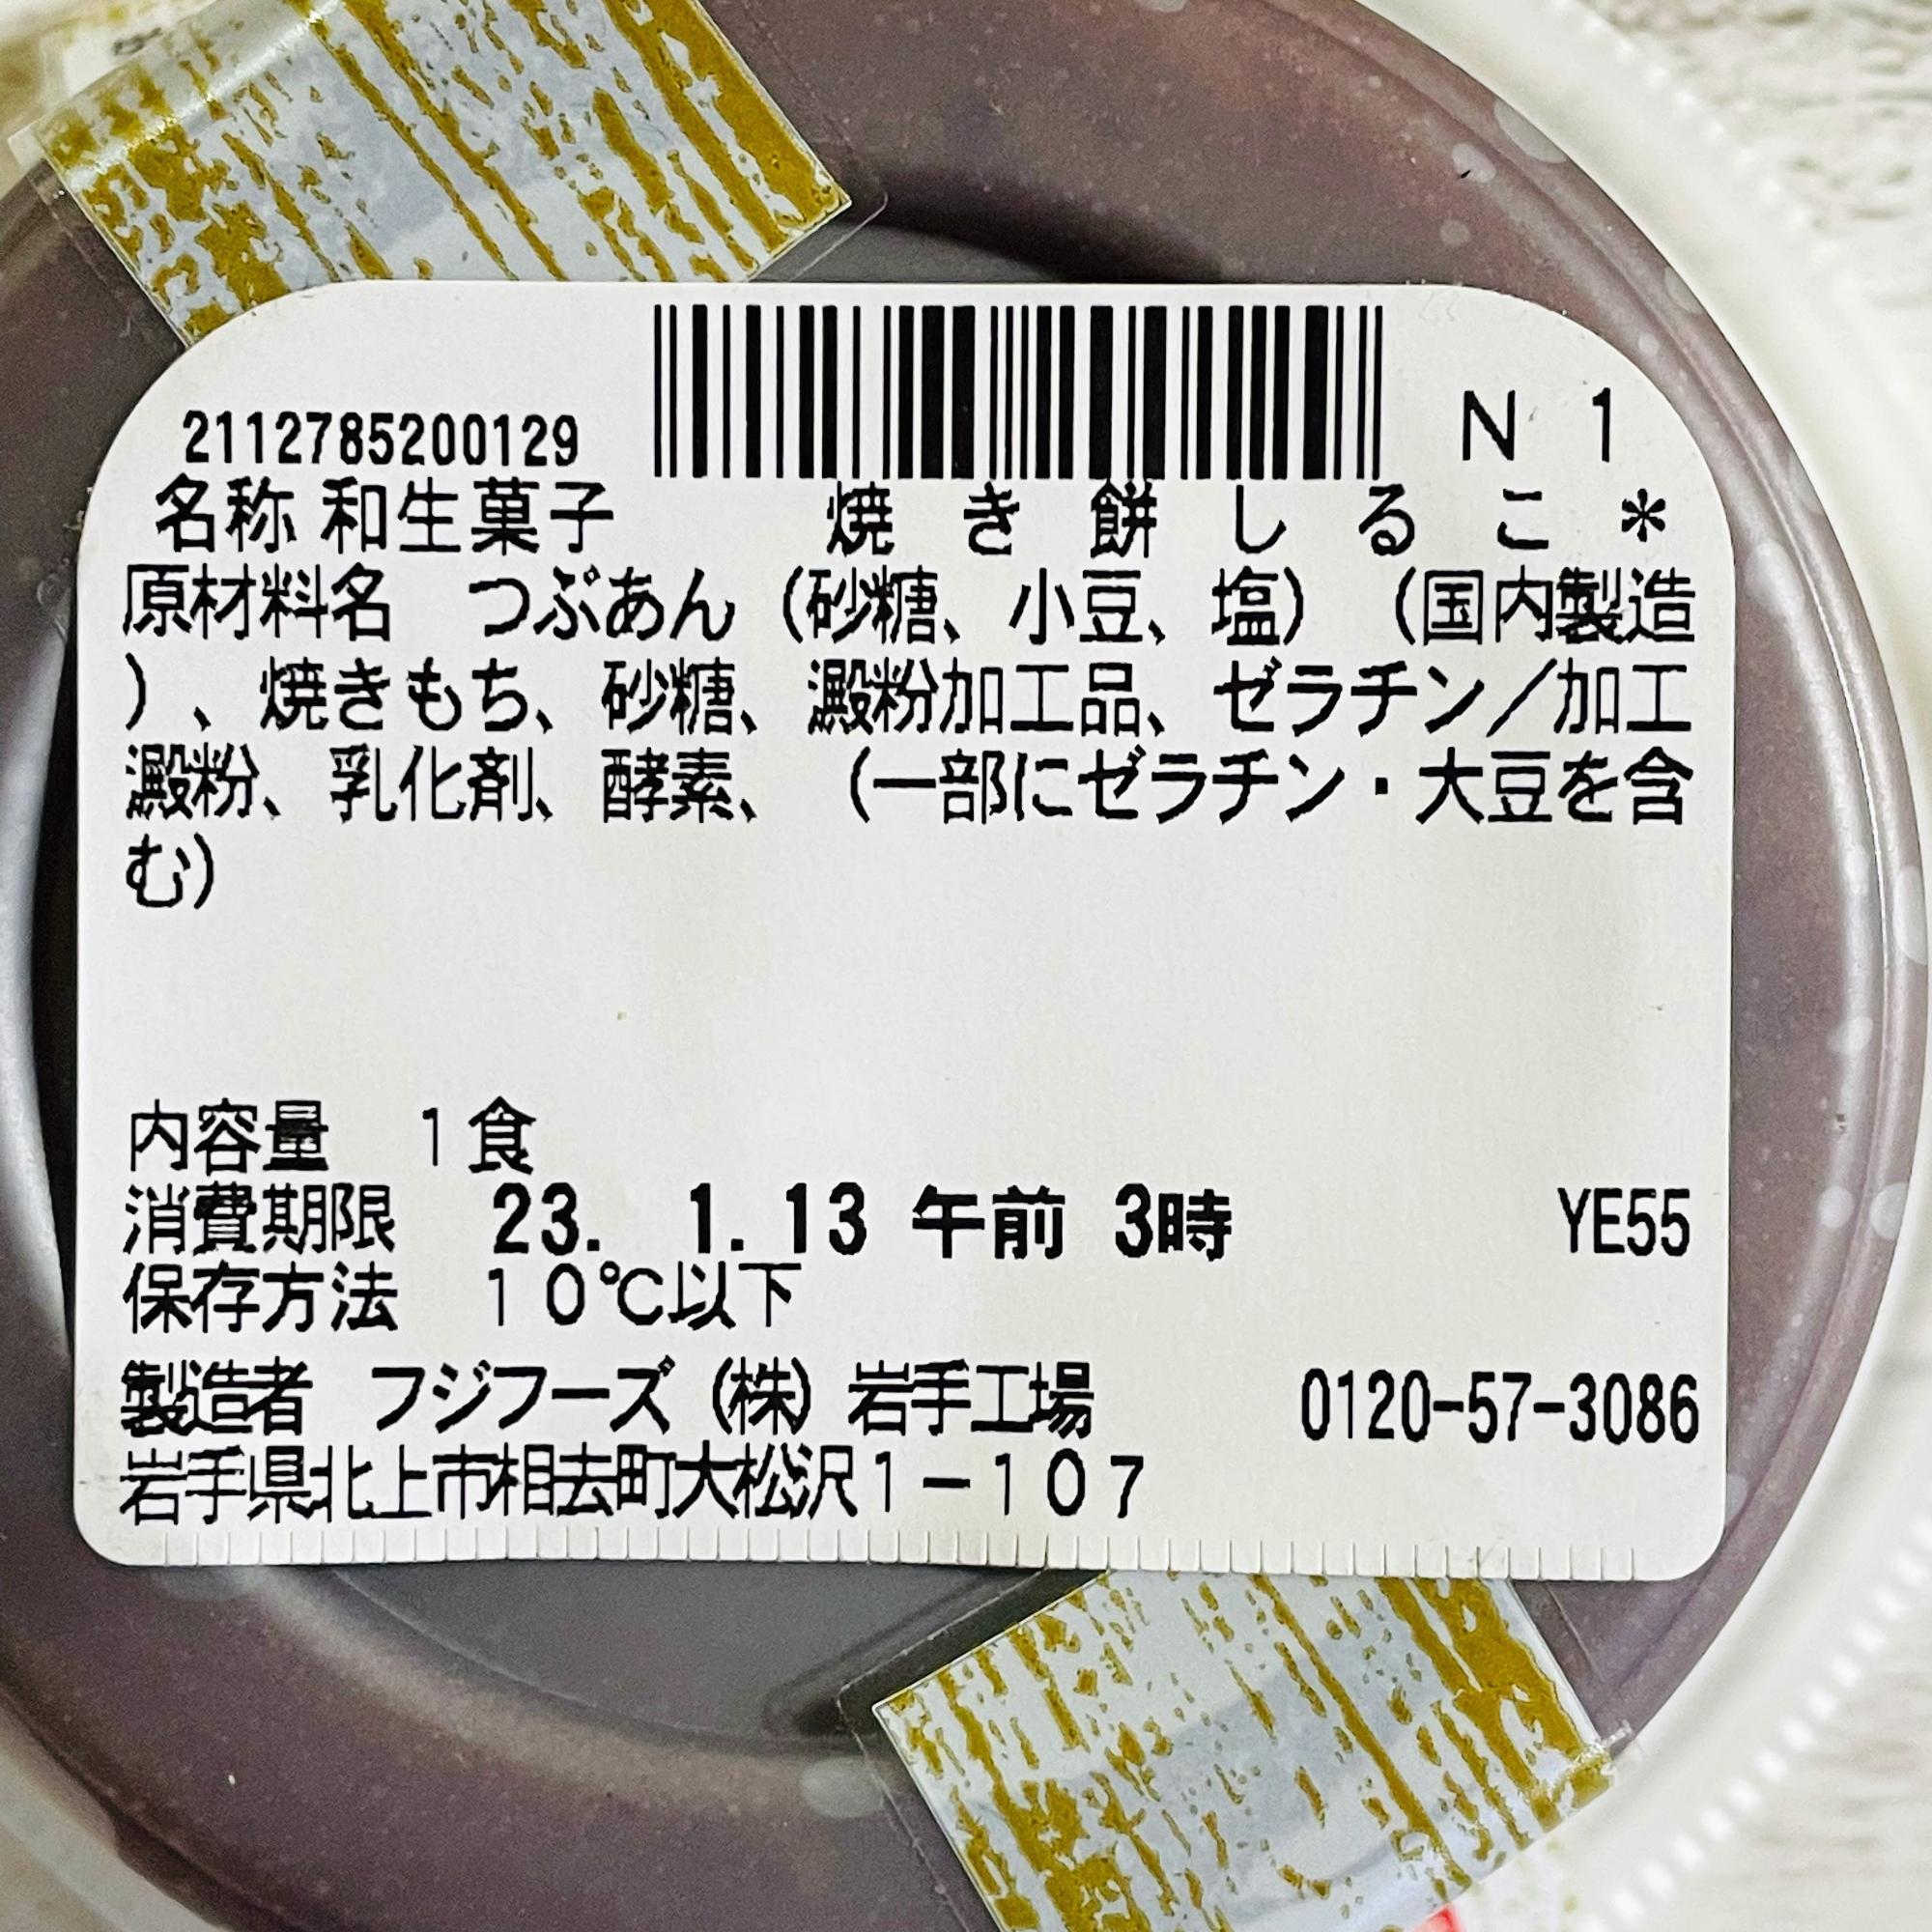 2112785200129 N 1
名称 和生菓子 焼き餅しるこ*
原材料名 つぶあん(砂糖、小豆、塩)(国内製造
)、焼きもち、砂糖、澱粉加工品、ゼラチン/加工
澱粉、乳化剤、酵素、(一部にゼラチン・大豆を含
む)
内容量 1食
消費期限 23. 1.13 午前 3時 YE55
保存方法 10℃以下
製造者 フジフーズ(株)岩手工場 0120-57-3086
岩手県北上市相去町大松沢1-107